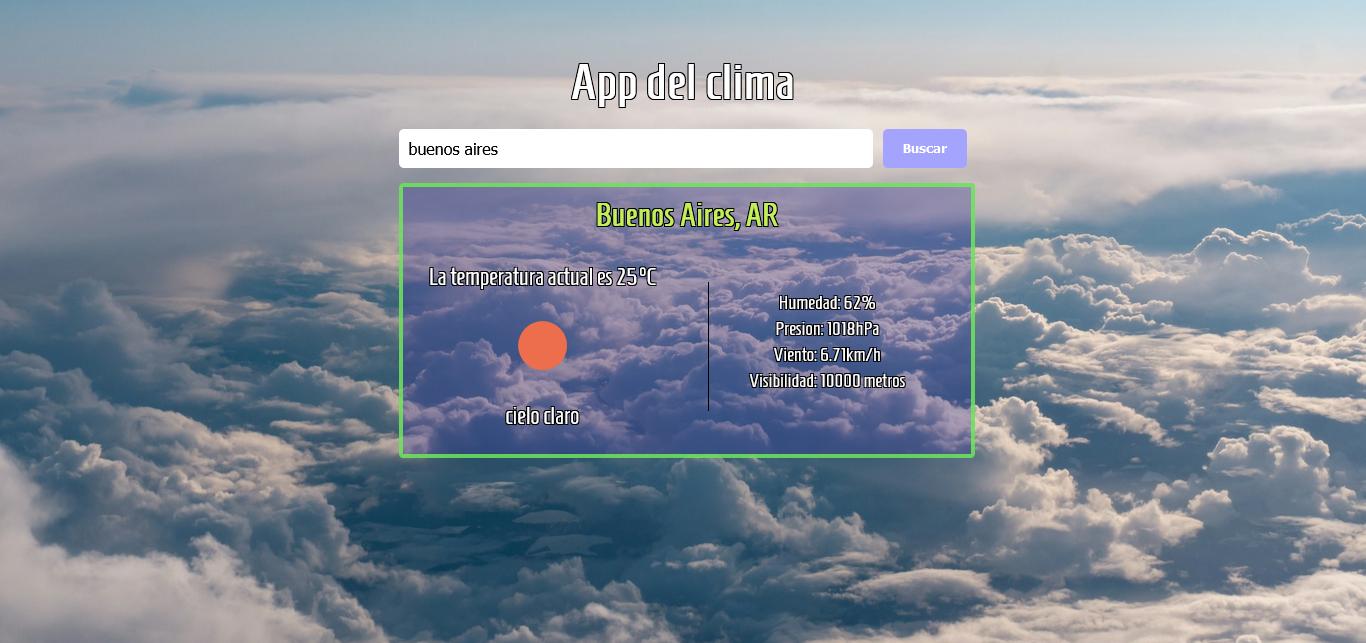 App del clima
buenos aires
Buscar
Buenos Aires, AR
La temperatura actual es 25°C
cielo claro
Humedad: 62%
Presion: 1018hPa
Viento: 6.71km/h
Visibilidad: 10000 metros